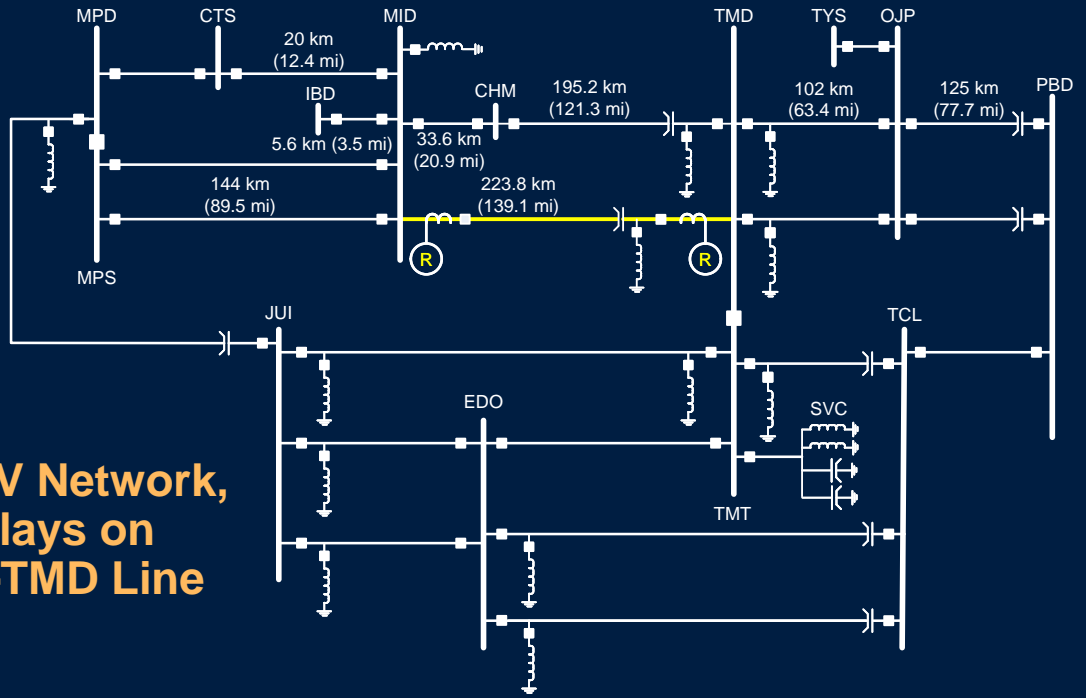 MPD
CTS
MID
TMD
TYS
OJP
20 km
(12.4 mi)
PBD
IBD
CHM
195.2 km
(121.3 mi)
102 km
(63.4 mi)
125 km
(77.7 mi)
5.6 km (3.5 mi)
33.6 km
(20.9 mi)
144 km
(89.5 mi)
223.8 km
(139.1 mi)
R
R
MPS
JUI
TCL
EDO
SVC
TMT
V Network,
lays on
TMD Line